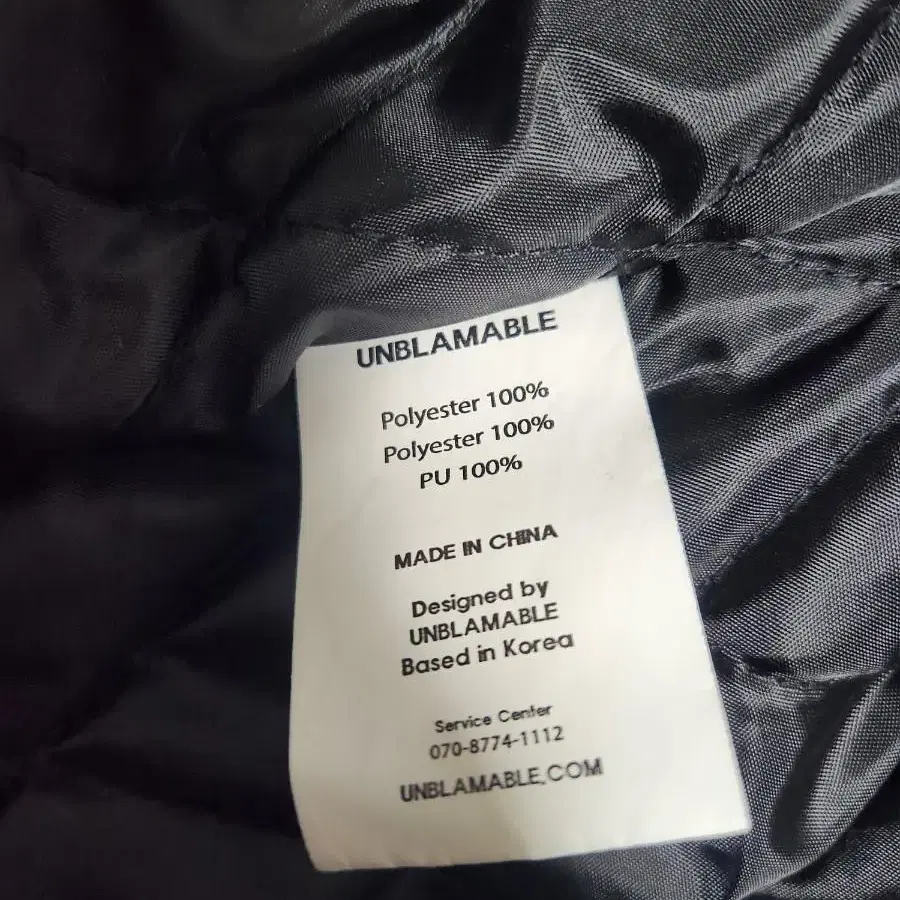 UNBLAMABLE
Polyester 100%
Polyester 100%
PU 100%
MADE IN CHINA
Designed by
UNBLAMABLE
Based in Korea
Service Center
070-8774-1112
UNBLAMABLE.COM